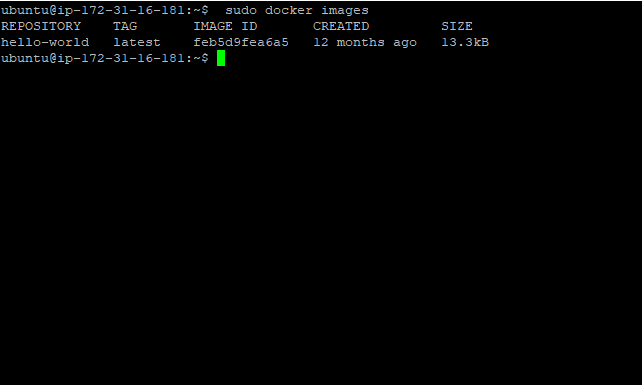 ubuntu@ip-172-31-16-181:~$  sudo docker images
REPOSITORY    TAG       IMAGE ID       CREATED         SIZE
hello-world   latest    feb5d9fea6a5   12 months ago   13.3kB
ubuntu@ip-172-31-16-181:~$